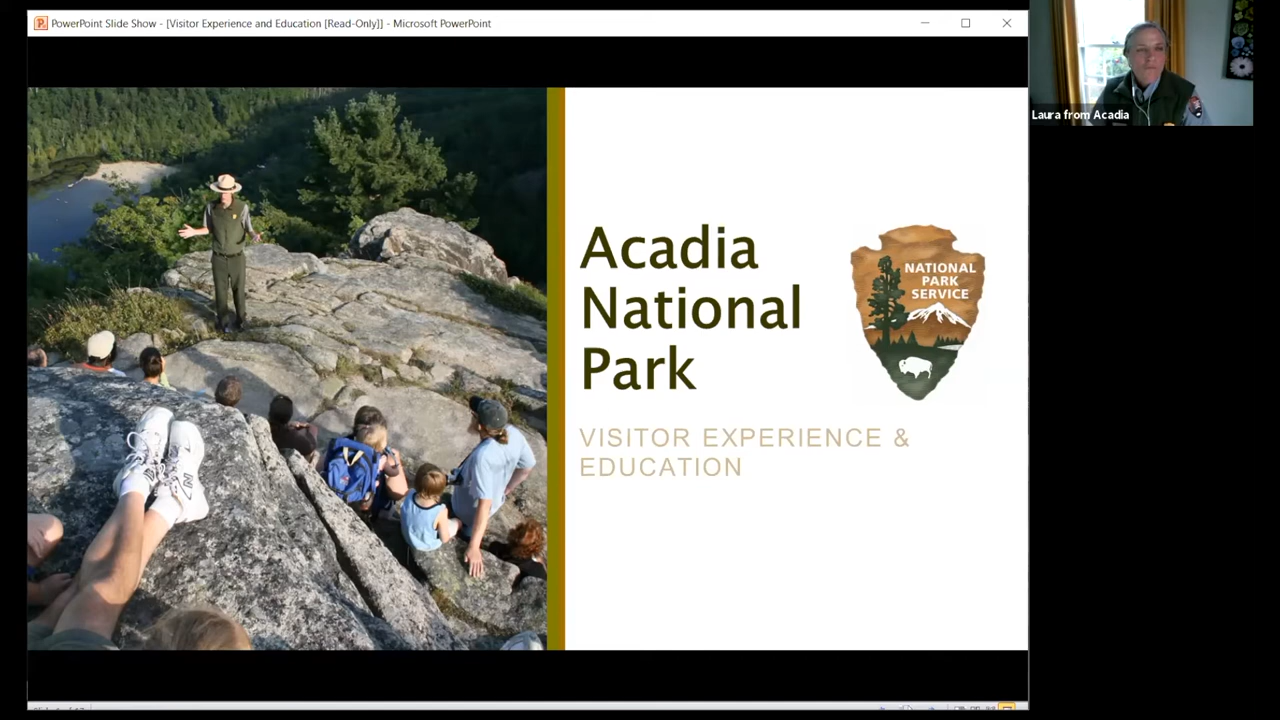 PowerPoint Slide Show - [Visitor Experience and Education [Read-Only]] - Microsoft PowerPoint
Laura from Acadia
Acadia
National
Park
NATIONAL
PARK
SERVICE
VISITOR EXPERIENCE &
EDUCATION
N